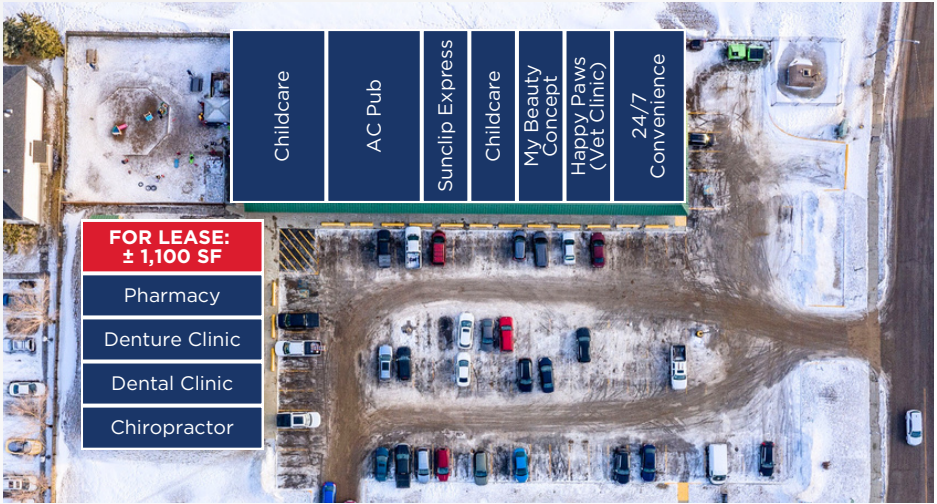 Childcare
AC Pub
Sunclip Express
Childcare
My Beauty
Concept
Happy Paws
(Vet Clinic)
24/7
Convenience
FOR LEASE:
± 1,100 SF
Pharmacy
Denture Clinic
Dental Clinic
Chiropractor